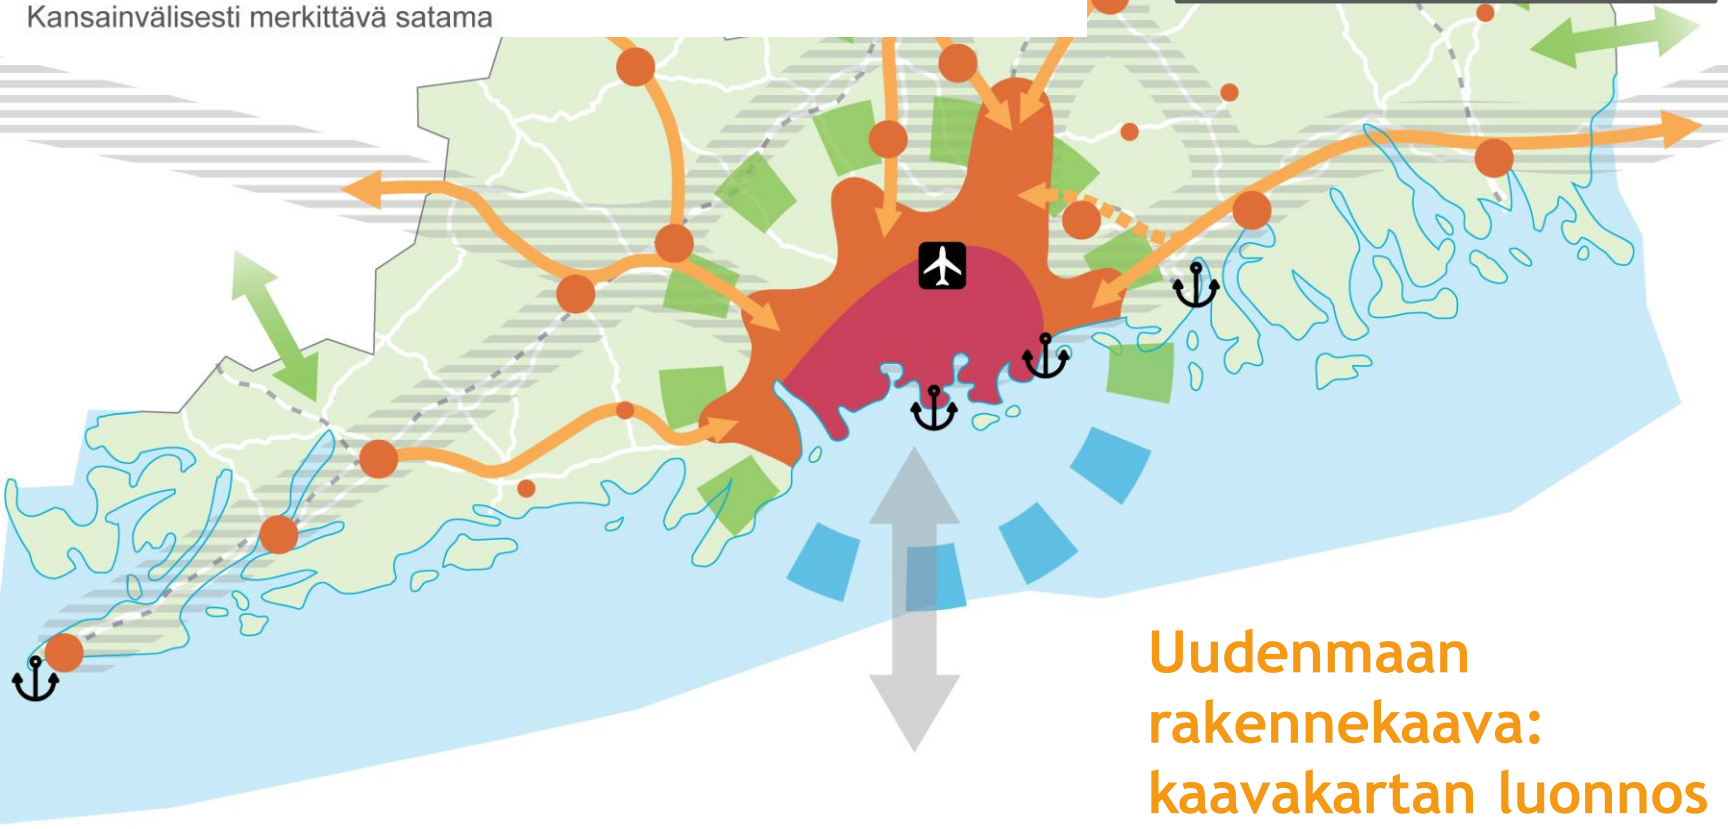 Kansainvälisesti merkittävä satama
Uudenmaan
rakennekaava:
kaavakartan luonnos